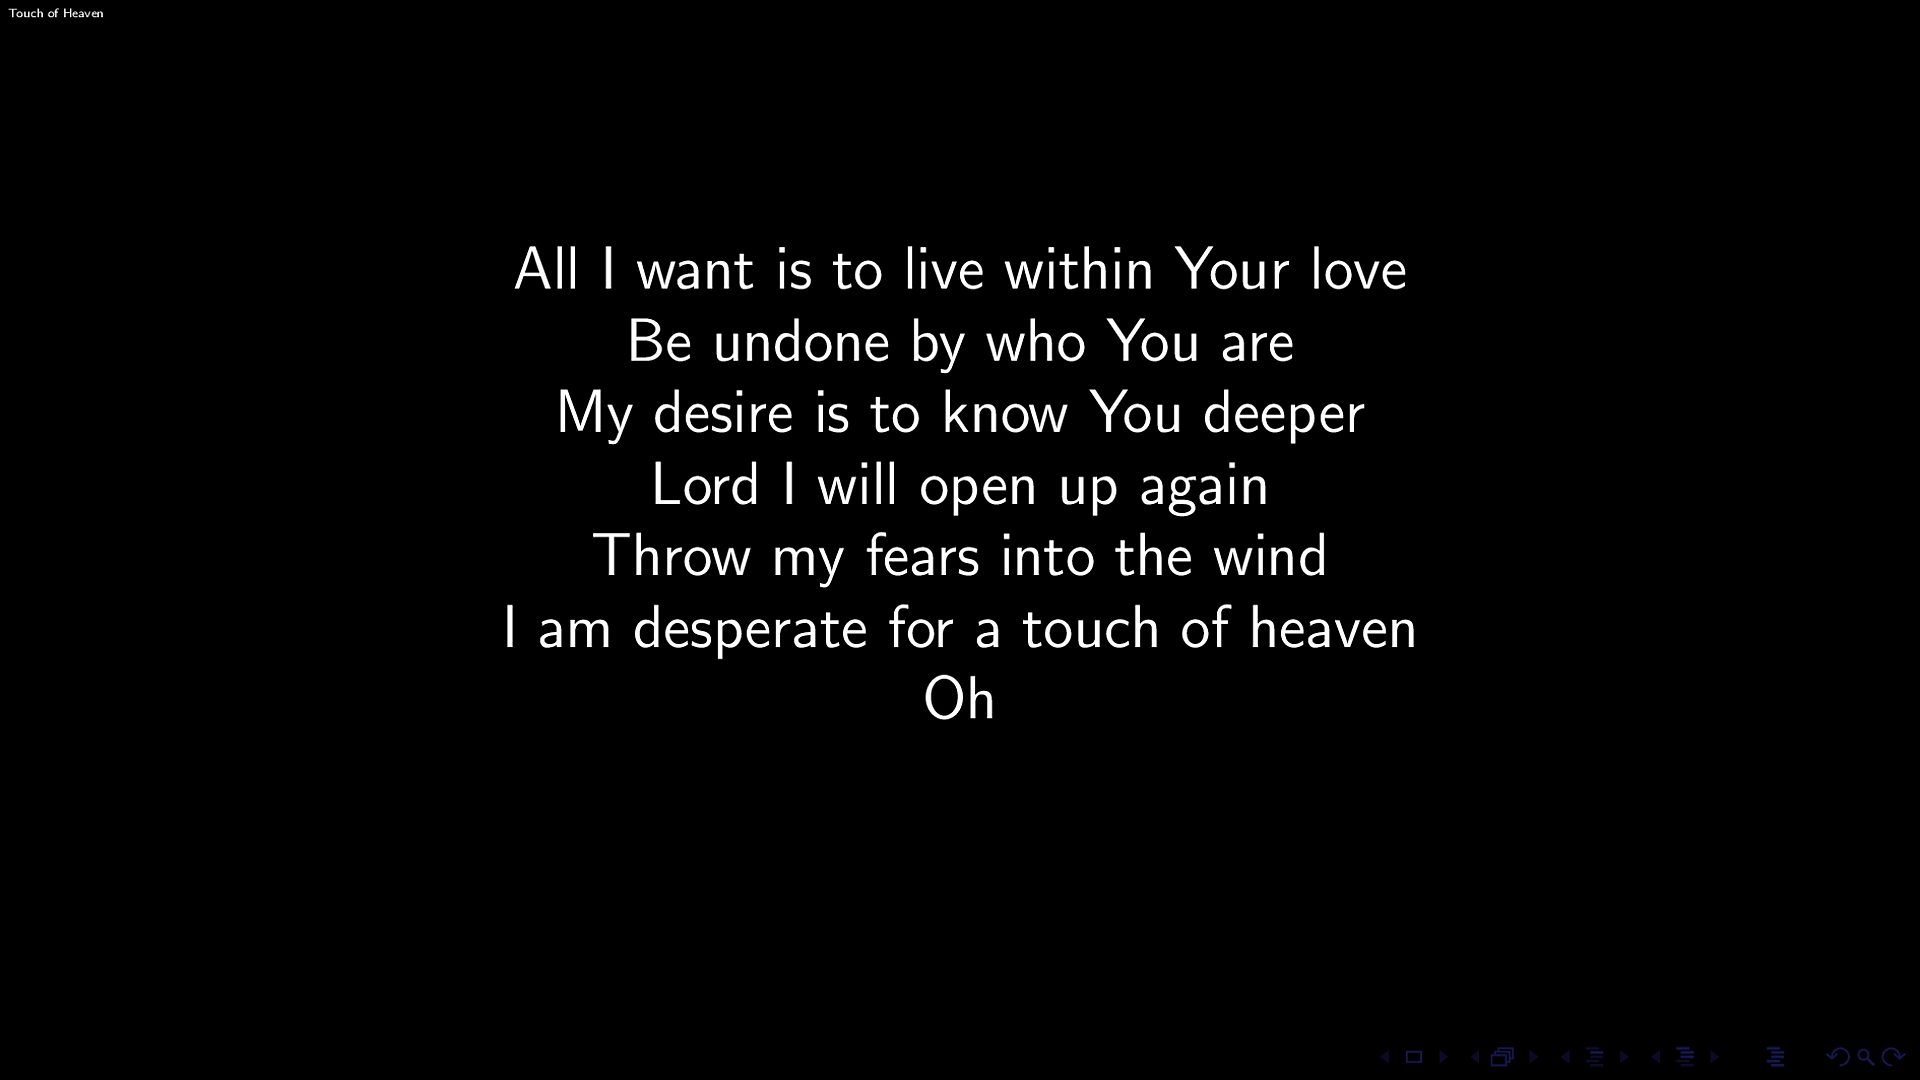 Touch of Heaven
All I want is to live within Your love
Be undone by who You are
My desire is to know You deeper
Lord I will open up again
Throw my fears into the wind
I am desperate for a touch of heaven
Oh